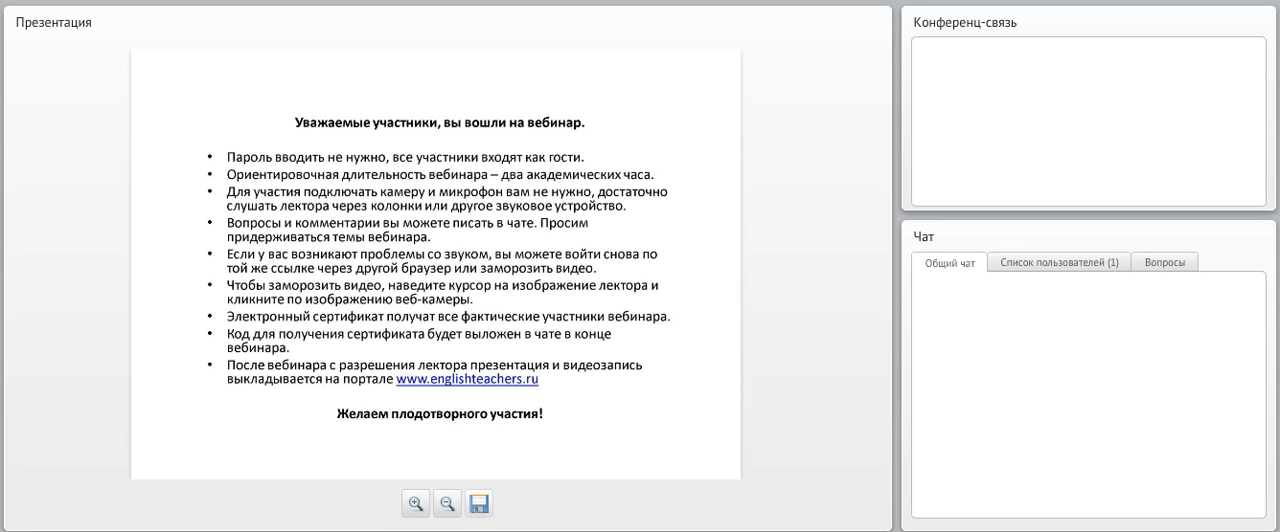 Презентация
Уважаемые участники, вы вошли на вебинар.
• Пароль вводить не нужно, все участники входят как гости.
• Ориентировочная длительность вебинара – два академических часа.
• Для участия подключать камеру и микрофон вам не нужно, достаточно
слушать лектора через колонки или другое звуковое устройство.
• Вопросы и комментарии вы можете писать в чате. Просим
придерживаться темы вебинара.
• Если у вас возникают проблемы со звуком, вы можете войти снова по
той же ссылке через другой браузер или заморозить видео.
• Чтобы заморозить видео, наведите курсор на изображение лектора и
кликните по изображению веб-камеры.
• Электронный сертификат получат все фактические участники вебинара.
• Код для получения сертификата будет выложен в чате в конце
вебинара.
• После вебинара с разрешения лектора презентация и видеозапись
выкладывается на портале www.englishteachers.ru
Желаем плодотворного участия!
Конференц-связь
Чат
Общий чат
Список пользователей (1)
Вопросы